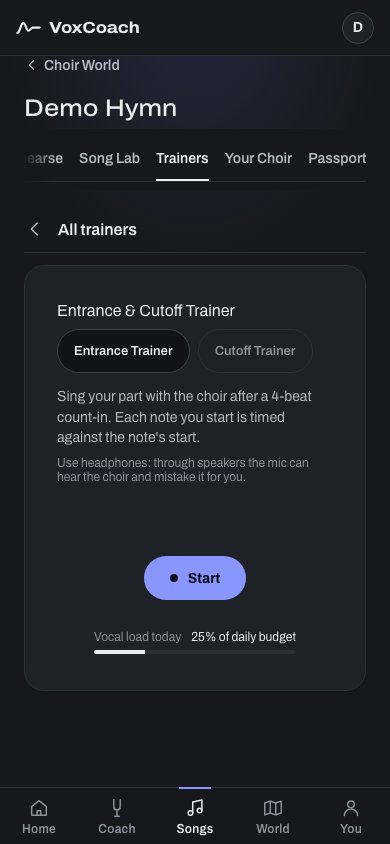 VoxCoach
D
Choir World
Demo Hymn
earse Song Lab Trainers Your Choir Passport
All trainers
Entrance & Cutoff Trainer
Entrance Trainer Cutoff Trainer
Sing your part with the choir after a 4-beat
count-in. Each note you start is timed
against the note's start.
Use headphones: through speakers the mic can
hear the choir and mistake it for you.
Start
Vocal load today 25% of daily budget
Home Coach Songs World You